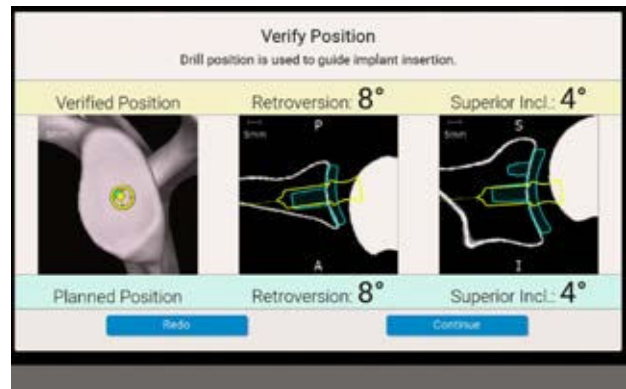 Verify Position
Drill position is used to guide implant insertion.
Verified Position Retroversion: 8° Superior Incl.: 4°
5mm P 5mm S
A I
Planned Position Retroversion: 8° Superior Incl.: 4°
Redo Continue